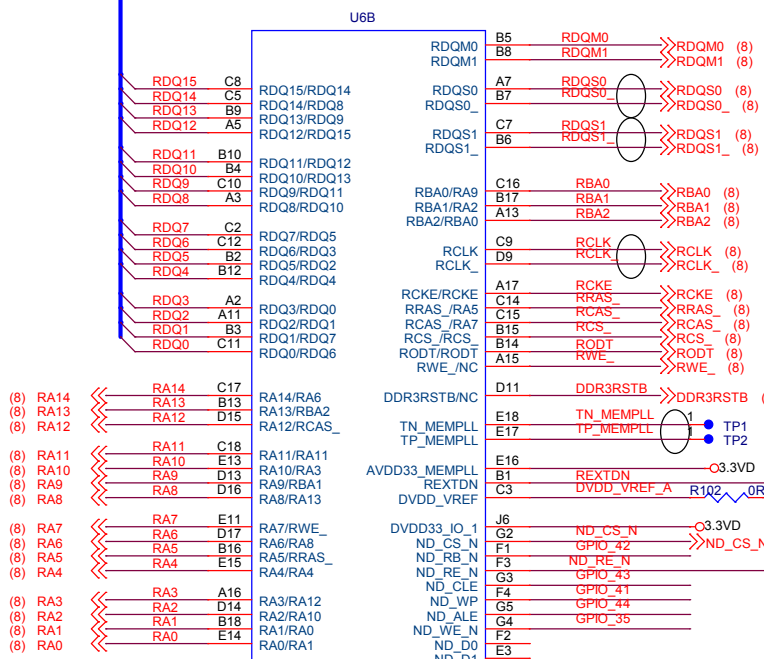 U6B
B5 RDQM0
RDQM0 RDQM0 (8)
B8 RDQM1
RDQM1 RDQM1 (8)
RDQ15 C8 RDQ15/RDQ14
RDQ14 C5 RDQ14/RDQ8
RDQ13 B9 RDQ13/RDQ9
RDQ12 A5 RDQ12/RDQ15
RDQS0 A7 RDQS0 RDQS0 (8)
RDQS0_ B7 RDQS0_ RDQS0_ (8)
RDQS1 C7 RDQS1 RDQS1 (8)
RDQS1_ B6 RDQS1_ RDQS1_ (8)
RDQ11 B10 RDQ11/RDQ12
RDQ10 B4 RDQ10/RDQ13
RDQ9 C10 RDQ9/RDQ11
RDQ8 A3 RDQ8/RDQ10
RBA0/RA9 C16 RBA0 RBA0 (8)
RBA1/RA2 B17 RBA1 RBA1 (8)
RBA2/RBA0 A13 RBA2 RBA2 (8)
RDQ7 C2 RDQ7/RDQ5
RDQ6 C12 RDQ6/RDQ3
RDQ5 B2 RDQ5/RDQ2
RDQ4 B12 RDQ4/RDQ4
RCLK C9 RCLK RCLK (8)
RCLK_ D9 RCLK_ RCLK_ (8)
RDQ3 A2 RDQ3/RDQ0
RDQ2 A11 RDQ2/RDQ1
RDQ1 B3 RDQ1/RDQ7
RDQ0 C11 RDQ0/RDQ6
RCKE/RCKE A17 RCKE RCKE (8)
RRAS_/RA5 C14 RRAS_ RRAS_ (8)
RCAS_/RA7 C15 RCAS_ RCAS_ (8)
RCS_/RCS_ B15 RCS_ RCS_ (8)
RODT/RODT B14 RODT RODT (8)
RWE_/NC A15 RWE_ RWE_ (8)
(8) RA14 RA14 C17 RA14/RA6
(8) RA13 RA13 B13 RA13/RBA2
(8) RA12 RA12 D15 RA12/RCAS_
DDR3RSTB/NC D11 DDR3RSTB DDR3RSTB (
TN_MEMPLL E18 TN_MEMPLL 1 TP1
TP_MEMPLL E17 TP_MEMPLL 1 TP2
(8) RA11 RA11 C18 RA11/RA11
(8) RA10 RA10 E13 RA10/RA3
(8) RA9 RA9 D13 RA9/RBA1
(8) RA8 RA8 D16 RA8/RA13
AVDD33_MEMPLL E16 3.3VD
REXTDN B1 REXTDN
DVDD_VREF C3 DVDD_VREF_A R102 0R
(8) RA7 RA7 E11 RA7/RWE_
(8) RA6 RA6 D17 RA6/RA8
(8) RA5 RA5 B16 RA5/RRAS_
(8) RA4 RA4 E15 RA4/RA4
DVDD33_IO_1 J6 3.3VD
ND_CS_N G2 ND_CS_N ND_CS_N
ND_RB_N F1 GPIO_42
ND_RE_N F3 ND_RE_N
ND_CLE G3 GPIO_43
ND_WP F4 GPIO_41
ND_ALE G5 GPIO_44
ND_WE_N G4 GPIO_35
ND_D0 F2
ND_D1 E3
(8) RA3 RA3 A16 RA3/RA12
(8) RA2 RA2 D14 RA2/RA10
(8) RA1 RA1 B18 RA1/RA0
(8) RA0 RA0 E14 RA0/RA1